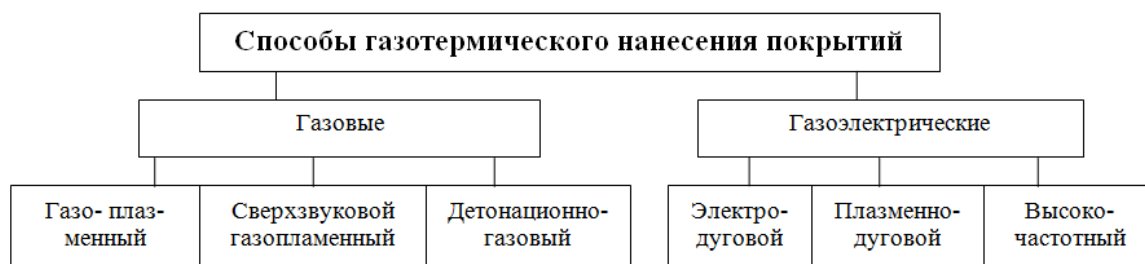 Способы газотермического нанесения покрытий
Газовые
Газоэлектрические
Газо- плаз-
менный
Сверхзвуковой
газопламенный
Детонационно-
газовый
Электро-
дуговой
Плазменно-
дуговой
Высоко-
частотный